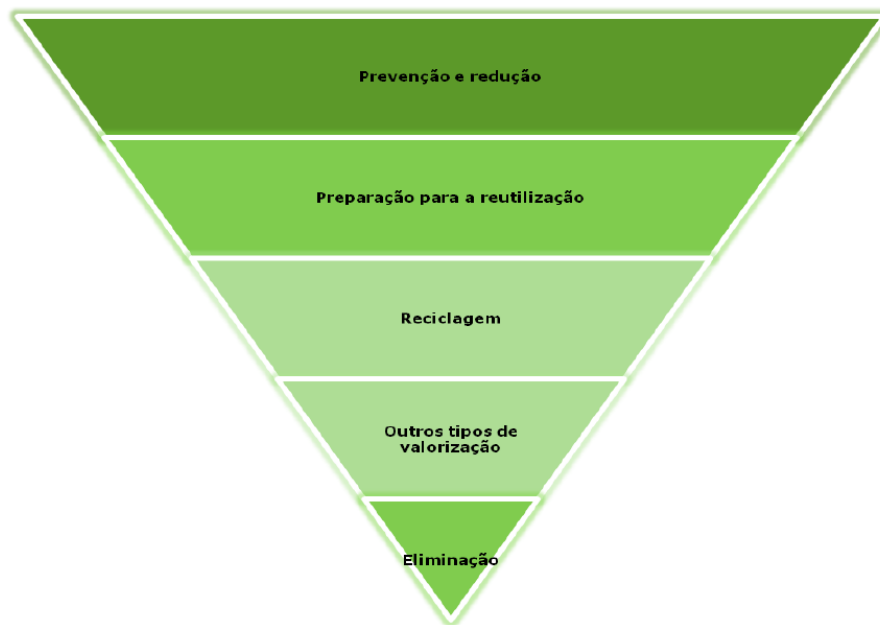 Prevenção e redução
Preparação para a reutilização
Reciclagem
Outros tipos de
valorização
Eliminação